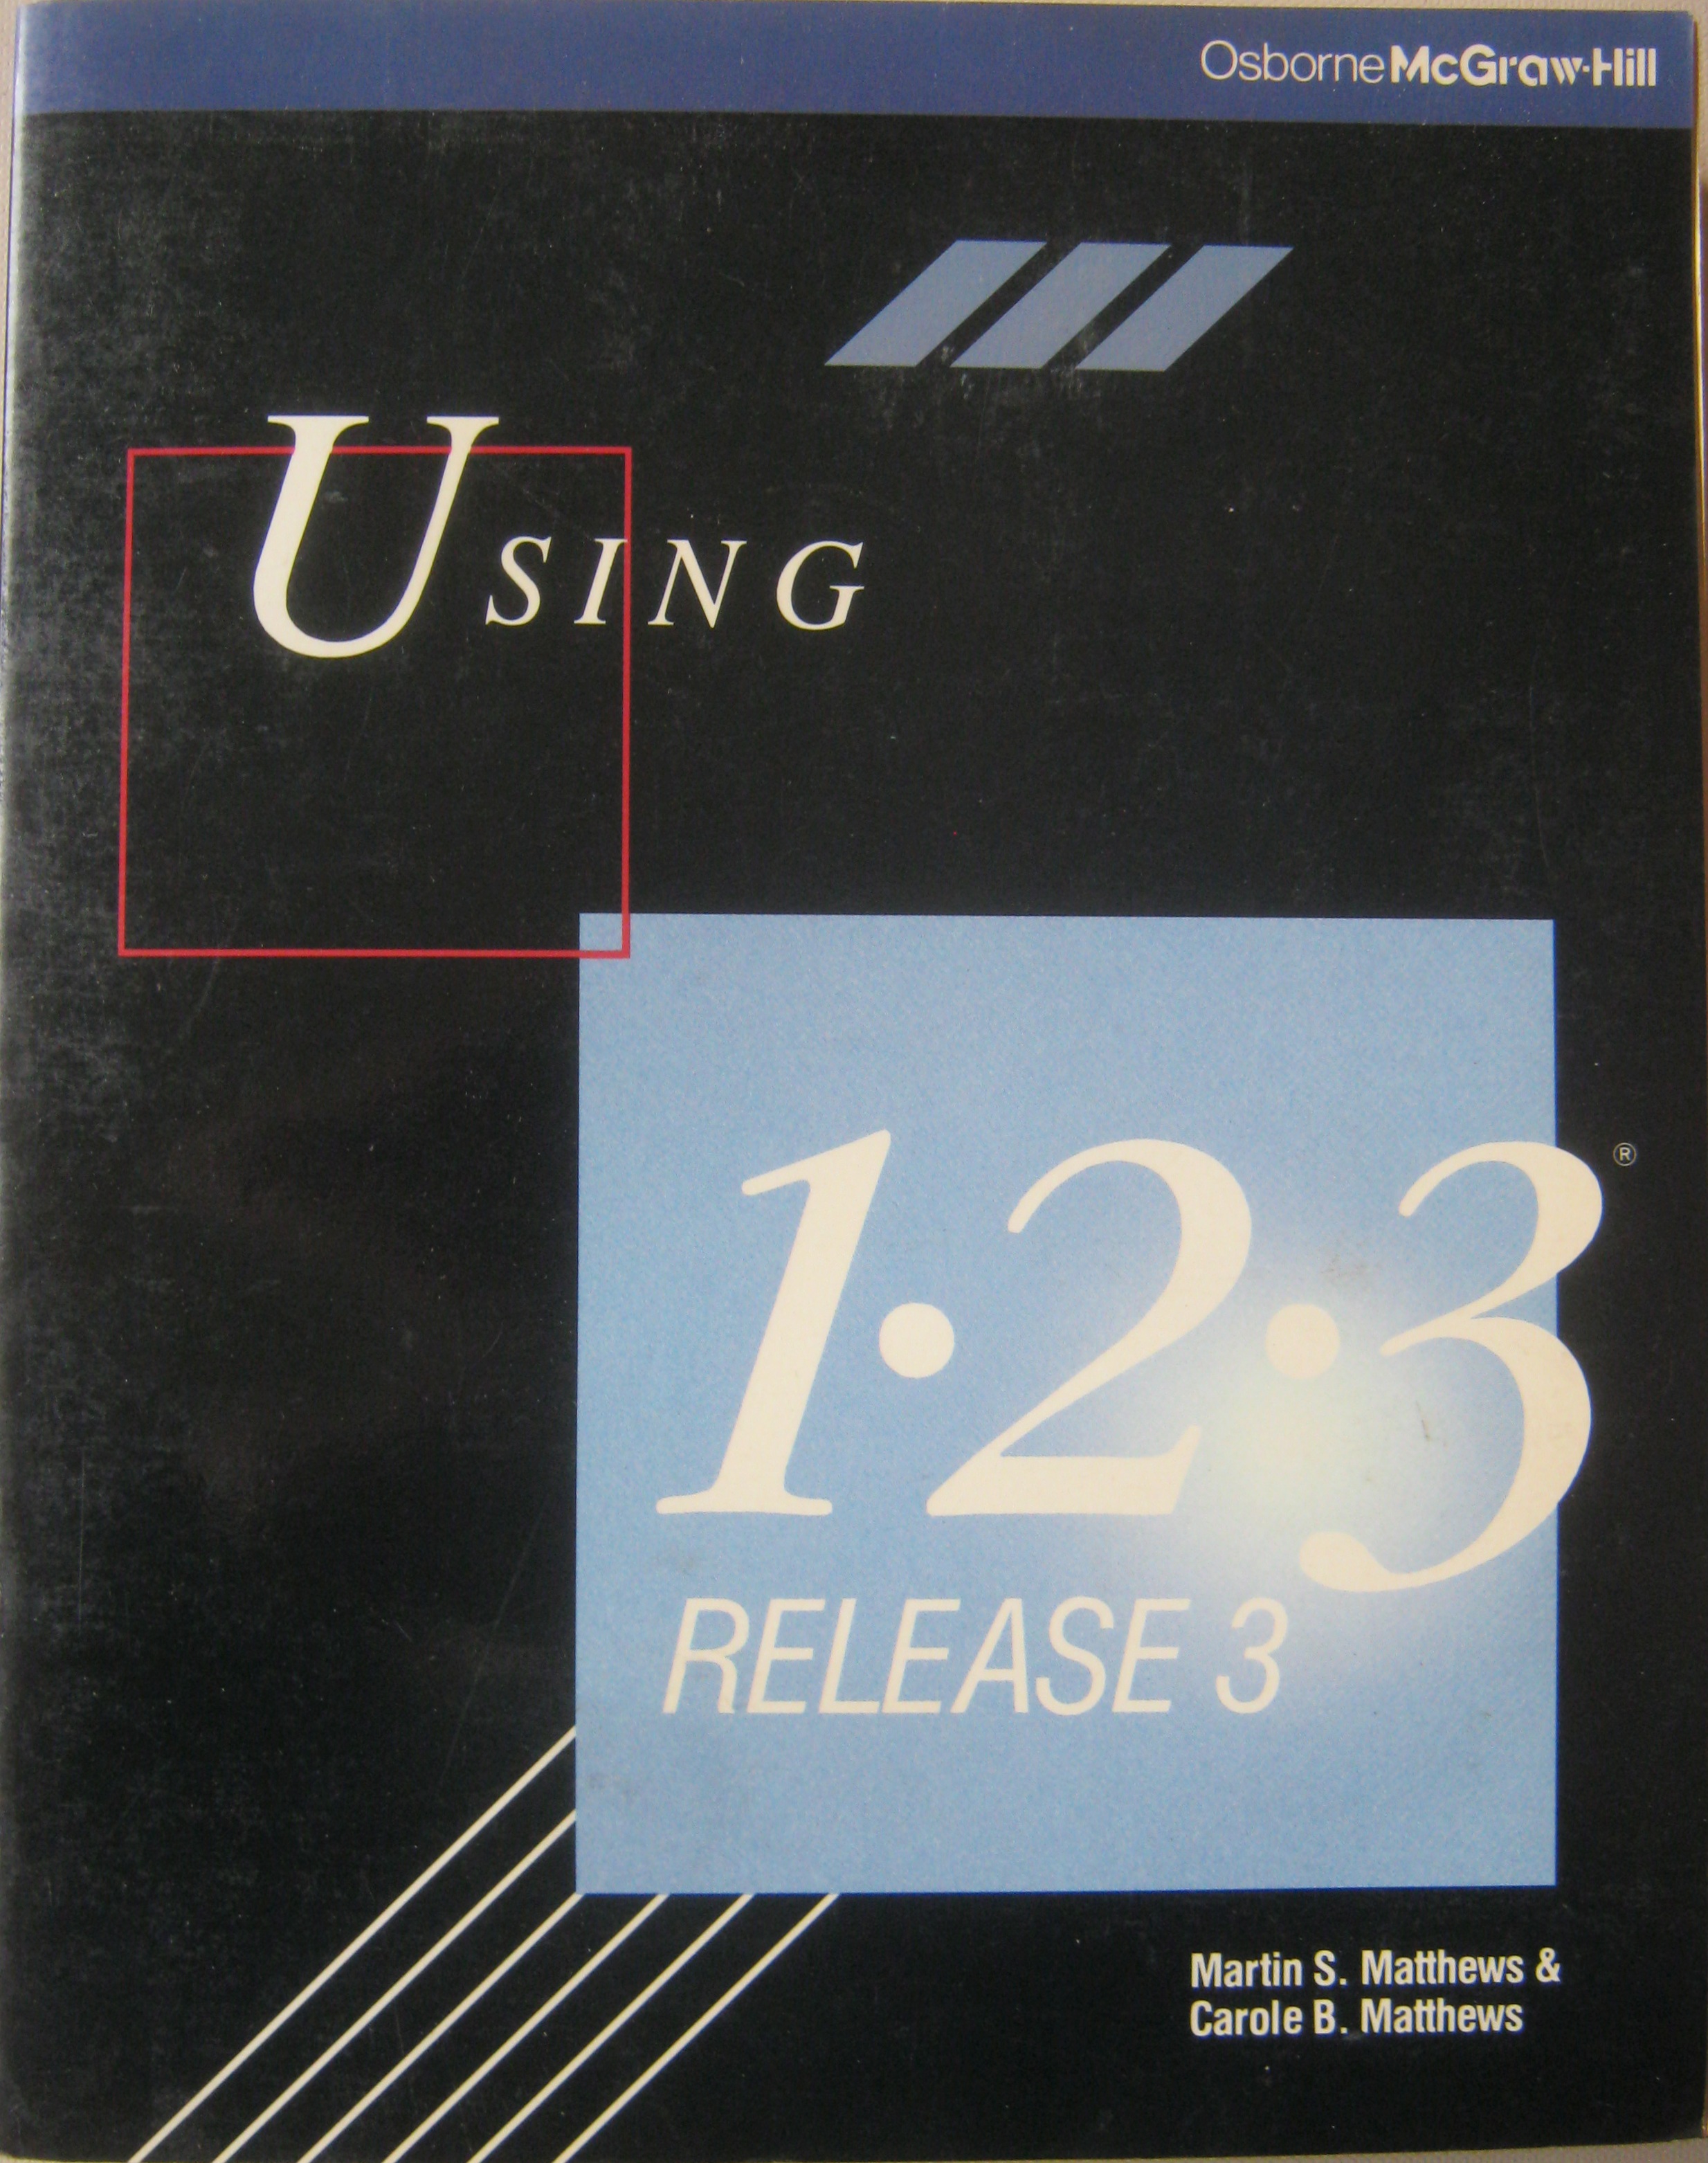 Osborne McGraw-Hill
USING
1·2·3®
RELEASE 3
Martin S. Matthews &
Carole B. Matthews